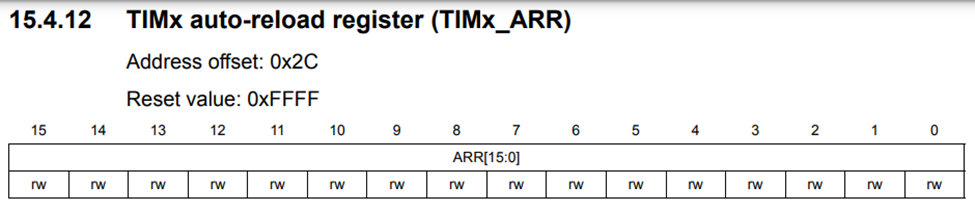 15.4.12 TIMx auto-reload register (TIMx_ARR)
Address offset: 0x2C
Reset value: 0xFFFF
15 14 13 12 11 10 9 8 7 6 5 4 3 2 1 0
ARR[15:0]
rw rw rw rw rw rw rw rw rw rw rw rw rw rw rw rw